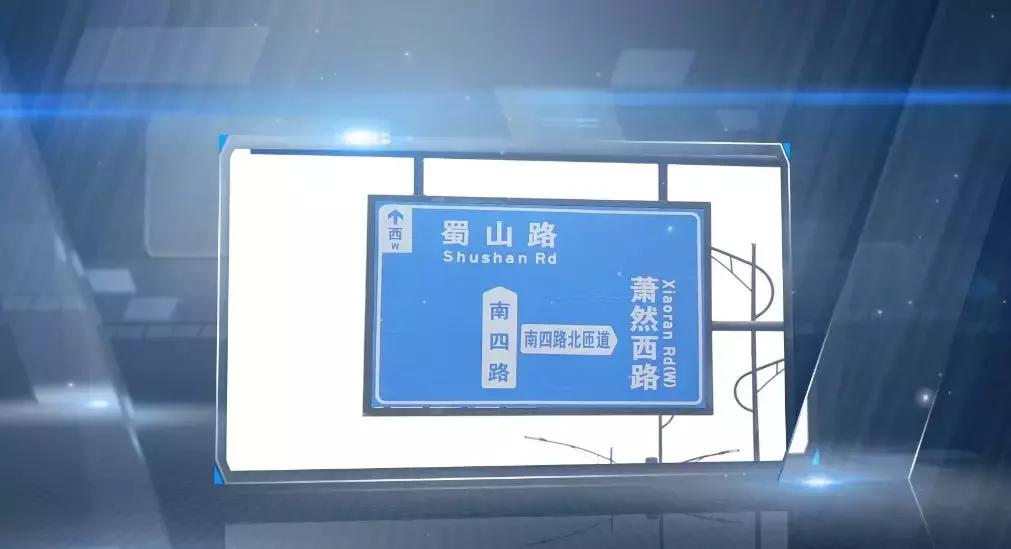 西
W
蜀山路
Shushan Rd
南四路
南四路北匝道
萧然西路
Xiaoran Rd(W)